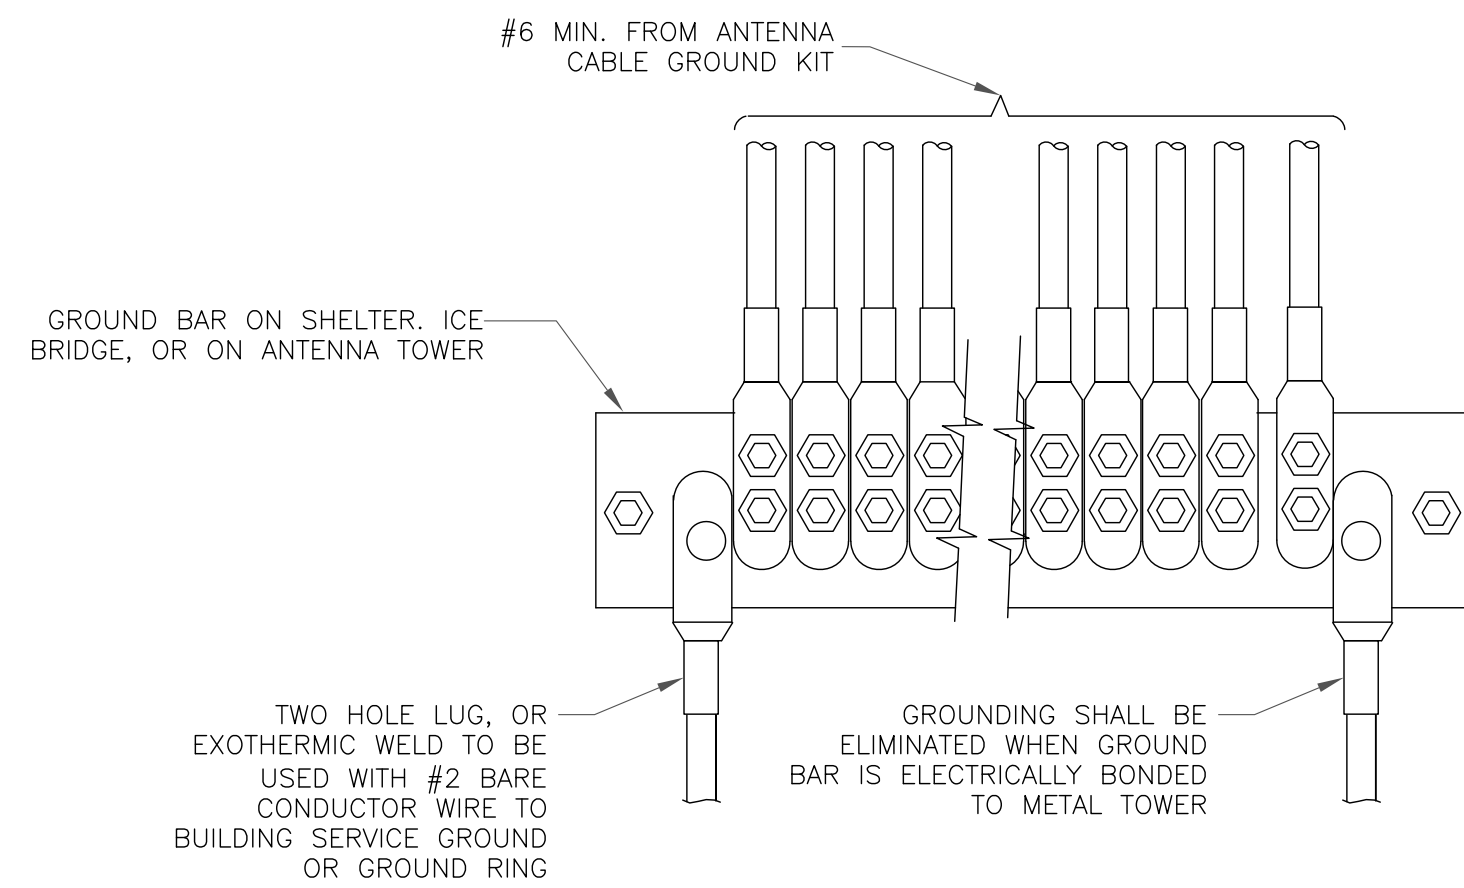 #6 MIN. FROM ANTENNA
CABLE GROUND KIT
GROUND BAR ON SHELTER. ICE
BRIDGE, OR ON ANTENNA TOWER
TWO HOLE LUG, OR
EXOTHERMIC WELD TO BE
USED WITH #2 BARE
CONDUCTOR WIRE TO
BUILDING SERVICE GROUND
OR GROUND RING
GROUNDING SHALL BE
ELIMINATED WHEN GROUND
BAR IS ELECTRICALLY BONDED
TO METAL TOWER